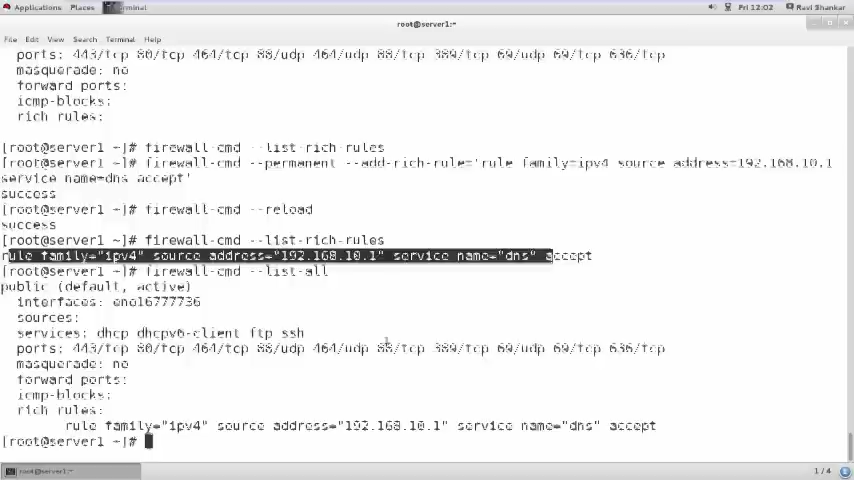 Applications Places Terminal Fri 12:02 Ravi Shankar
root@server1:~
File Edit View Search Terminal Help
ports: 443/tcp 80/tcp 464/tcp 88/udp 464/udp 88/tcp 389/tcp 69/udp 69/tcp 636/tcp
masquerade: no
forward ports:
icmp-blocks:
rich rules:
[root@server1 ~]# firewall-cmd --list-rich-rules
[root@server1 ~]# firewall-cmd --permanent --add-rich-rule='rule family=ipv4 source address=192.168.10.1
service name=dns accept'
success
[root@server1 ~]# firewall-cmd --reload
success
[root@server1 ~]# firewall-cmd --list-rich-rules
rule family="ipv4" source address="192.168.10.1" service name="dns" accept
[root@server1 ~]# firewall-cmd --list-all
public (default, active)
interfaces: eno16777736
sources:
services: dhcp dhcpv6-client ftp ssh
ports: 443/tcp 80/tcp 464/tcp 88/udp 464/udp 88/tcp 389/tcp 69/udp 69/tcp 636/tcp
masquerade: no
forward ports:
icmp-blocks:
rich rules:
rule family="ipv4" source address="192.168.10.1" service name="dns" accept
[root@server1 ~]#
root@server1:~ 1 / 4